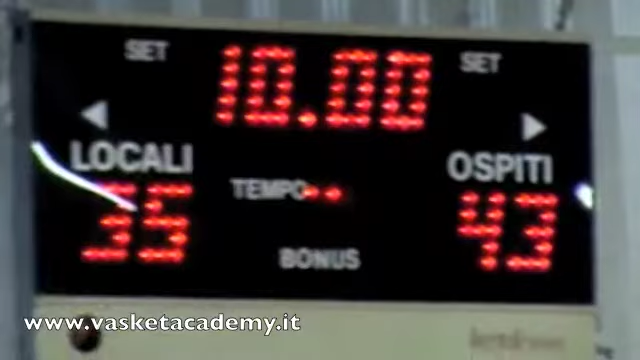 SET 10.00 SET
LOCALI OSPITI
35 TEMPO 43
BONUS
www.vasketacademy.it